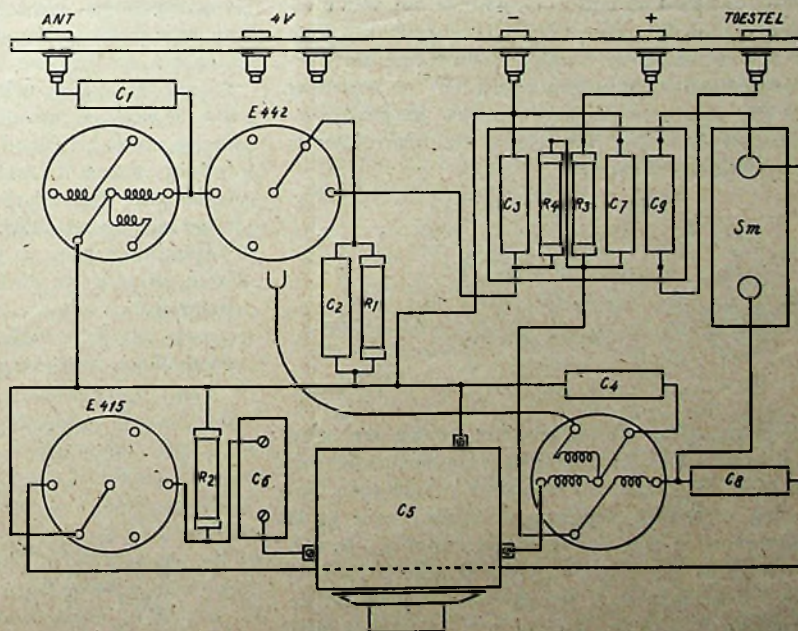 ANT 4V - + TOESTEL
C1
E442
C3 R4 R3 C7 C9 Sm
C2 R1
C4
E415
R2 C6 C5 C8